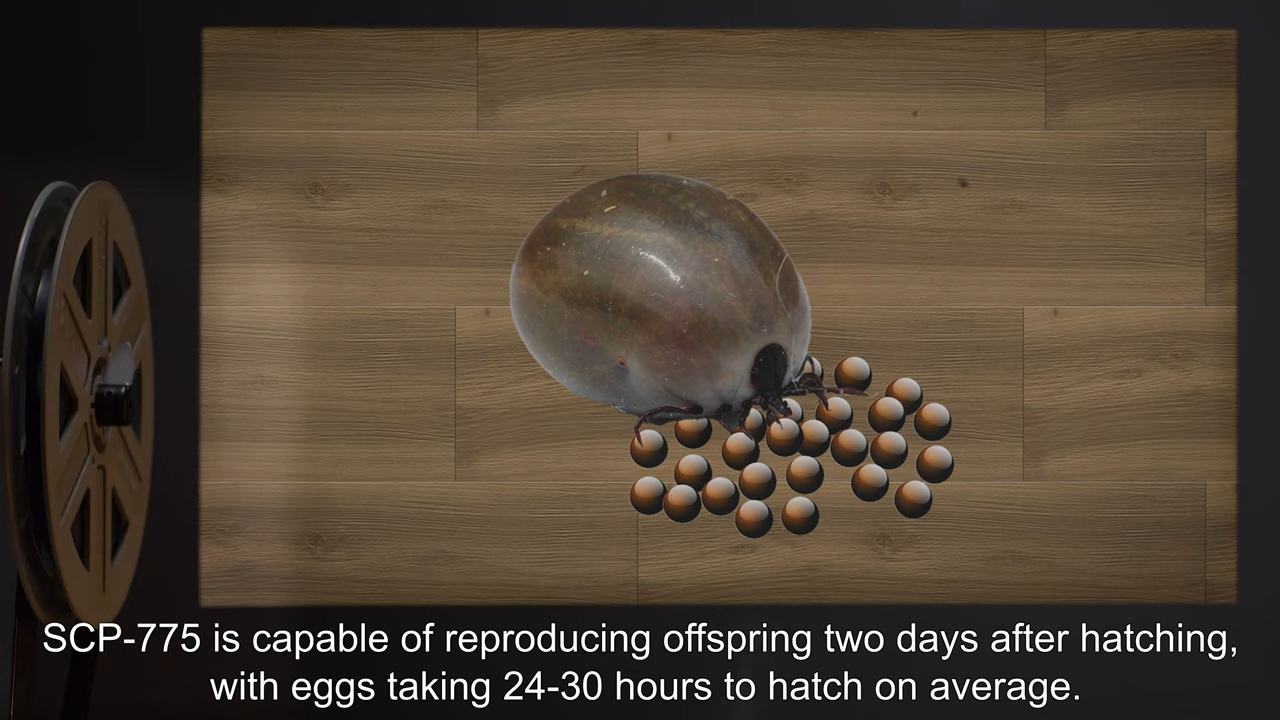 SCP-775 is capable of reproducing offspring two days after hatching,
with eggs taking 24-30 hours to hatch on average.